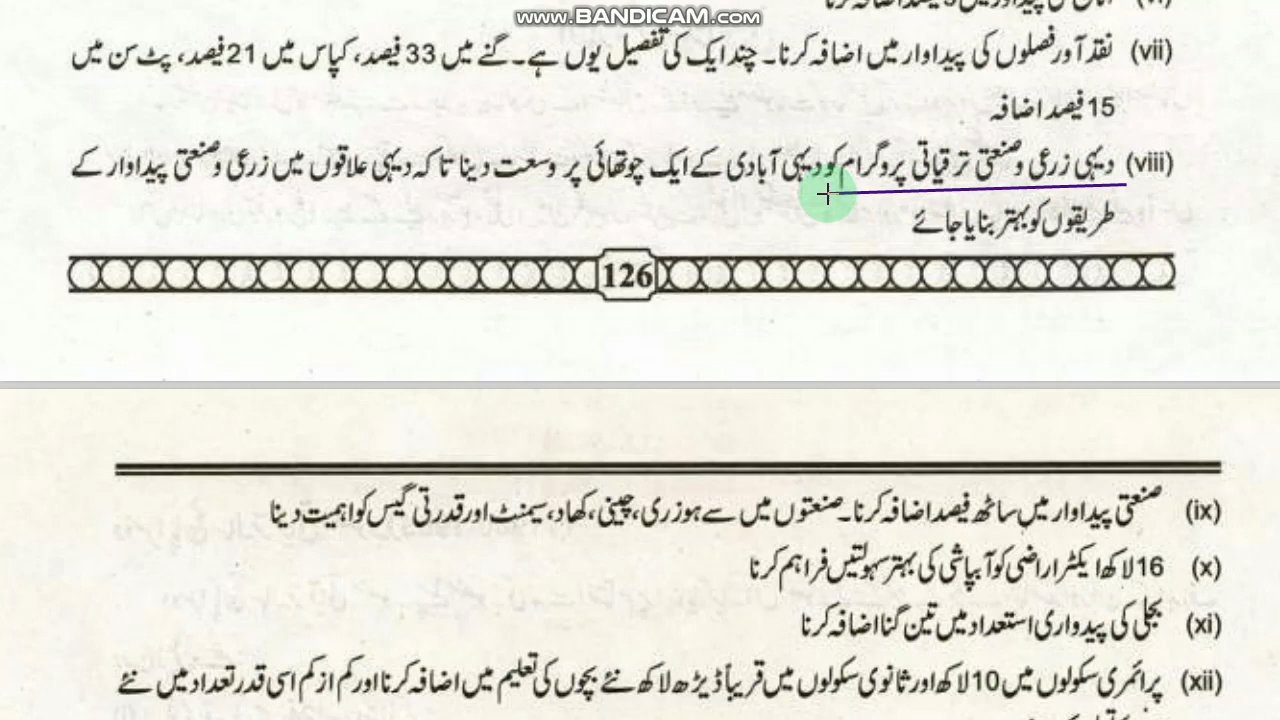 www.BANDICAM.com
(vii) نقد آور فصلوں کی پیداوار میں اضافہ کرنا۔ چند ایک کی تفصیل یوں ہے۔ گنے میں 33 فیصد، کپاس میں 21 فیصد، پٹ سن میں
15 فیصد اضافہ
(viii) دیہی زرعی و صنعتی ترقیاتی پروگرام کو دیہی آبادی کے ایک چوتھائی پر وسعت دینا تا کہ دیہی علاقوں میں زرعی و صنعتی پیداوار کے
طریقوں کو بہتر بنایا جائے
126
(ix) صنعتی پیداوار میں ساٹھ فیصد اضافہ کرنا۔ صنعتوں میں سے ہوزری، چینی، کھاد، سیمنٹ اور قدرتی گیس کو اہمیت دینا
(x) 16 لاکھ ایکٹر اراضی کو آبپاشی کی بہتر سہولتیں فراہم کرنا
(xi) بجلی کی پیدواری استعداد میں تین گنا اضافہ کرنا
(xii) پرائمری سکولوں میں 10 لاکھ اور ثانوی سکولوں میں قریباً ڈیڑھ لاکھ نئے بچوں کی تعلیم میں اضافہ کرنا اور کم از کم اسی قدر تعداد میں نئے